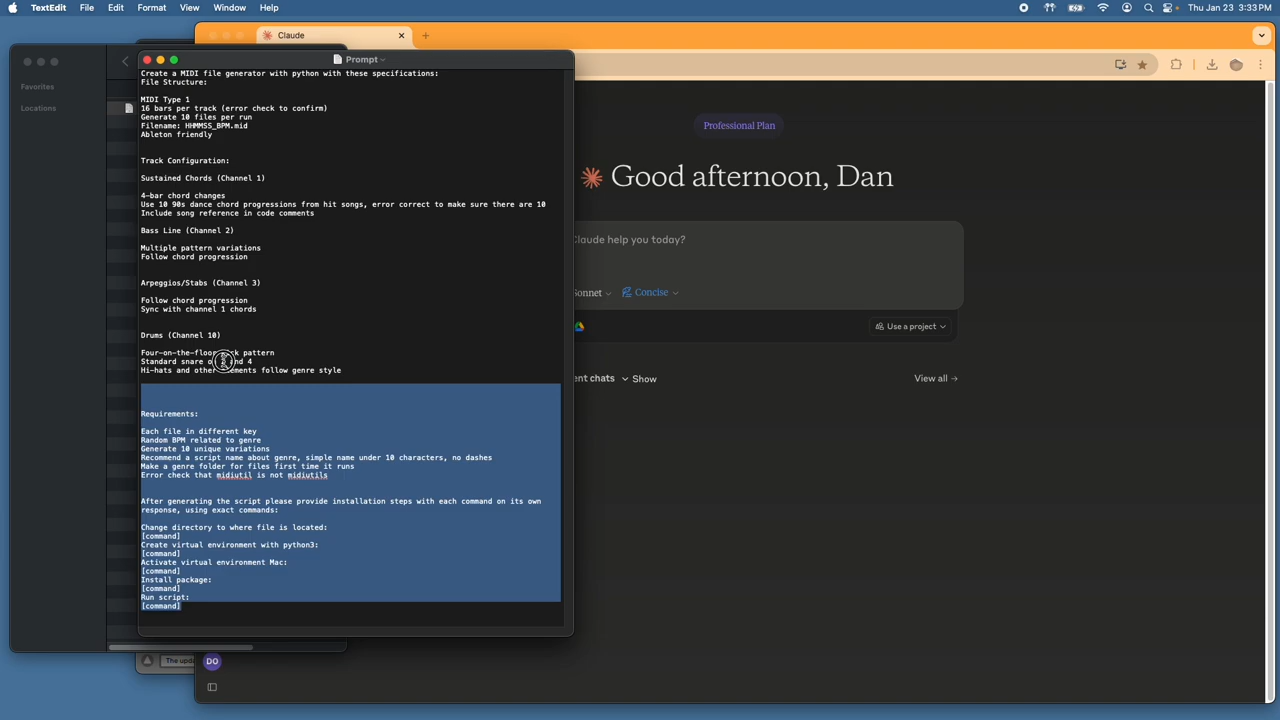 TextEdit File Edit Format View Window Help
Thu Jan 23 3:33 PM
Claude
Favorites
Locations
Prompt
Create a MIDI file generator with python with these specifications:
File Structure:
MIDI Type 1
16 bars per track (error check to confirm)
Generate 10 files per run
Filename: HHMMSS_BPM.mid
Ableton friendly
Track Configuration:
Sustained Chords (Channel 1)
4-bar chord changes
Use 10 90s dance chord progressions from hit songs, error correct to make sure there are 10
Include song reference in code comments
Bass Line (Channel 2)
Multiple pattern variations
Follow chord progression
Arpeggios/Stabs (Channel 3)
Follow chord progression
Sync with channel 1 chords
Drums (Channel 10)
Four-on-the-floor pattern
Standard snare and 4
Hi-hats and other follow genre style
Requirements:
Each file in different key
Random BPM related to genre
Generate 10 unique variations
Recommend a script name about genre, simple name under 10 characters, no dashes
Make a genre folder for files first time it runs
Error check that midiutil is not midiutils
After generating the script please provide installation steps with each command on its own
response, using exact commands:
Change directory to where file is located:
[command]
Create virtual environment with python3:
[command]
Activate virtual environment Mac:
[command]
Install package:
[command]
Run script:
[command]
Professional Plan
Good afternoon, Dan
Claude help you today?
Sonnet Concise
Use a project
ent chats Show
View all →
The upda
DO